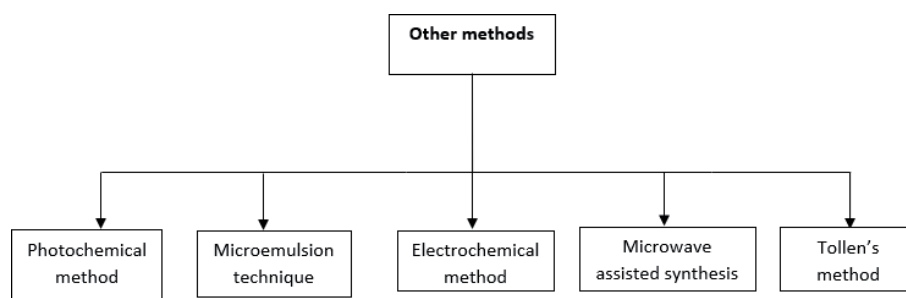 Other methods
Photochemical
method
Microemulsion
technique
Electrochemical
method
Microwave
assisted synthesis
Tollen's
method